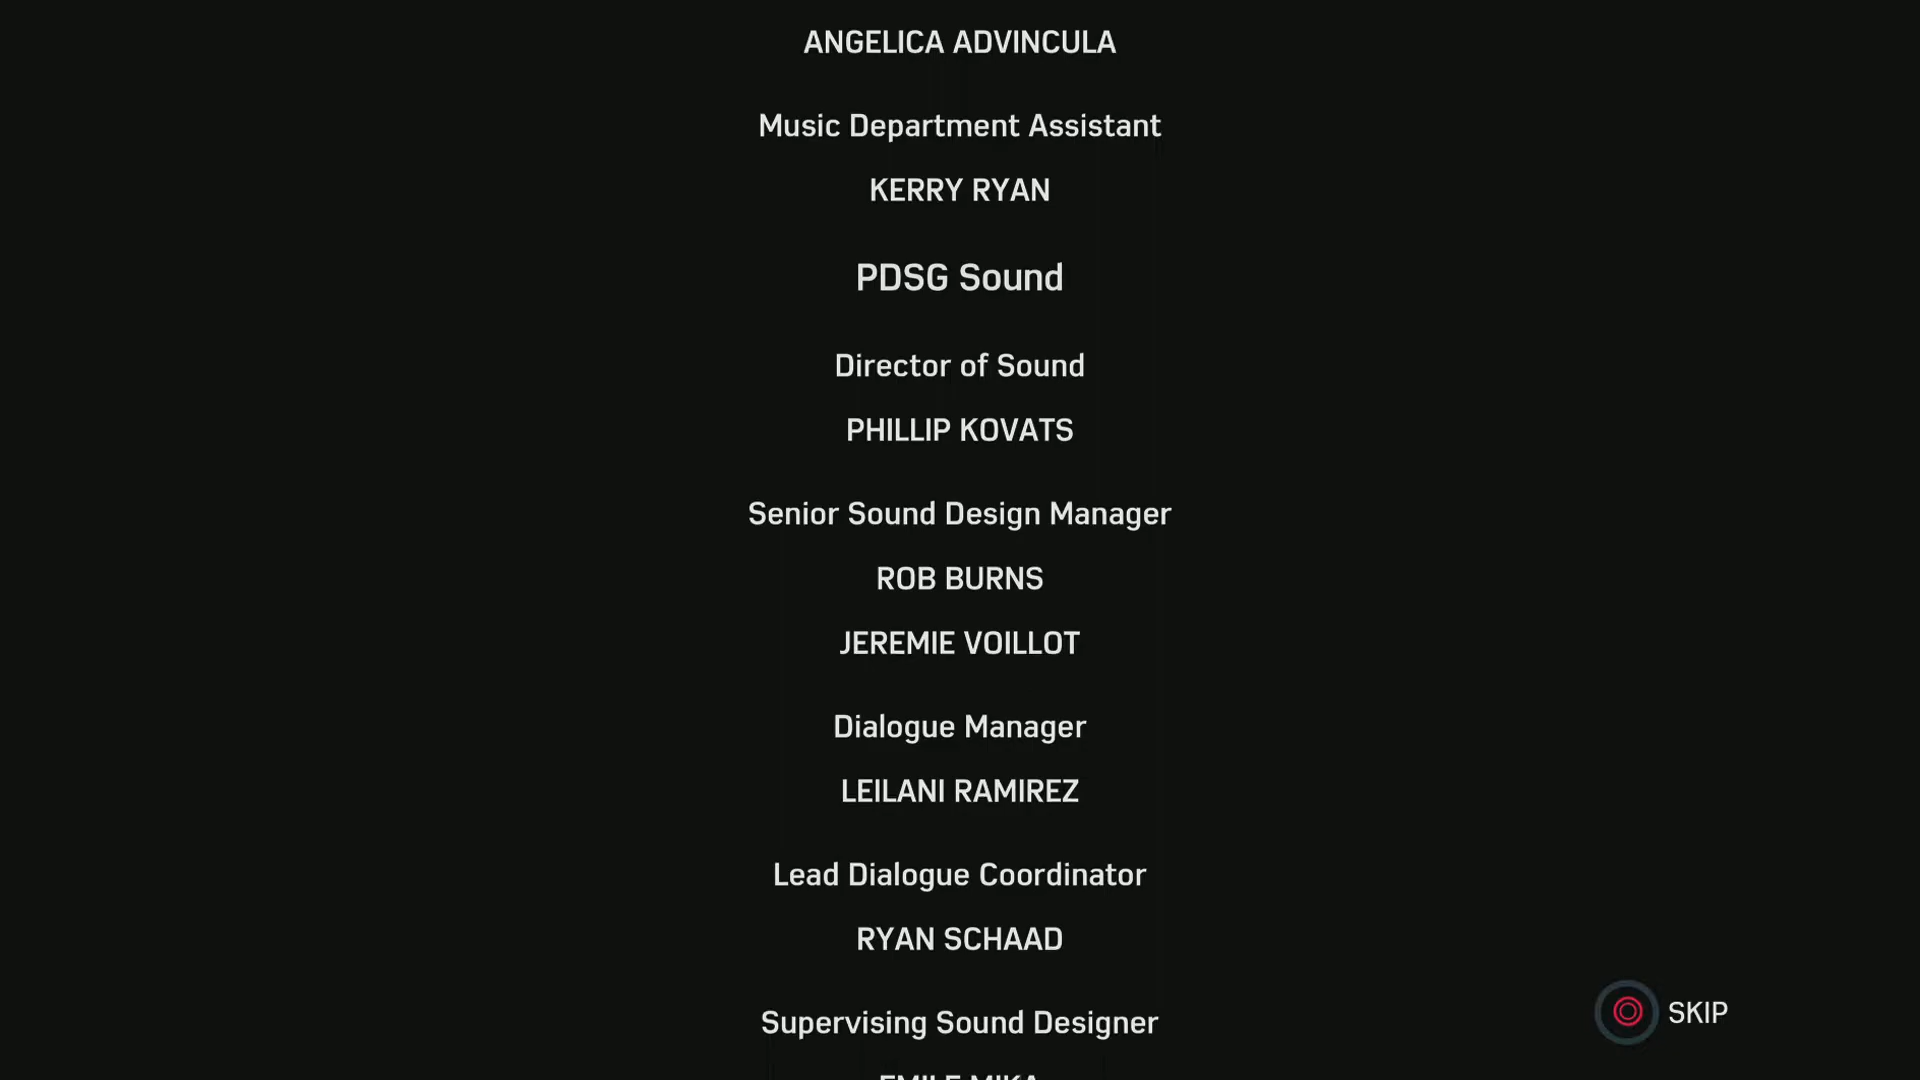 ANGELICA ADVINCULA
Music Department Assistant
KERRY RYAN
PDSG Sound
Director of Sound
PHILLIP KOVATS
Senior Sound Design Manager
ROB BURNS
JEREMIE VOILLOT
Dialogue Manager
LEILANI RAMIREZ
Lead Dialogue Coordinator
RYAN SCHAAD
Supervising Sound Designer
SKIP